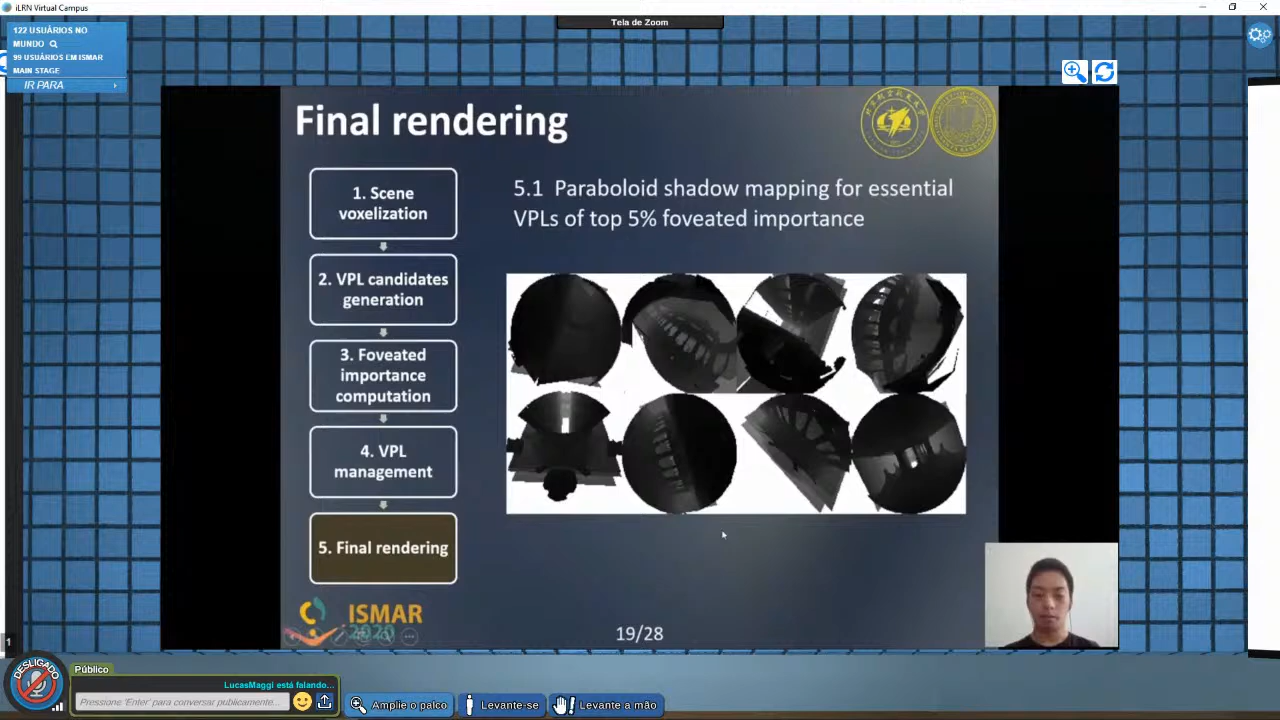 iLRN Virtual Campus
Tela de Zoom
122 USUÁRIOS NO
MUNDO
99 USUÁRIOS EM ISMAR
MAIN STAGE
IR PARA
Final rendering
1. Scene
voxelization
2. VPL candidates
generation
3. Foveated
importance
computation
4. VPL
management
5. Final rendering
5.1 Paraboloid shadow mapping for essential
VPLs of top 5% foveated importance
ISMAR
2020
19/28
1
DESLIGADO
Público
LucasMaggi está falando...
Pressione 'Enter' para conversar publicamente...
Amplie o palco
Levante-se
Levante a mão